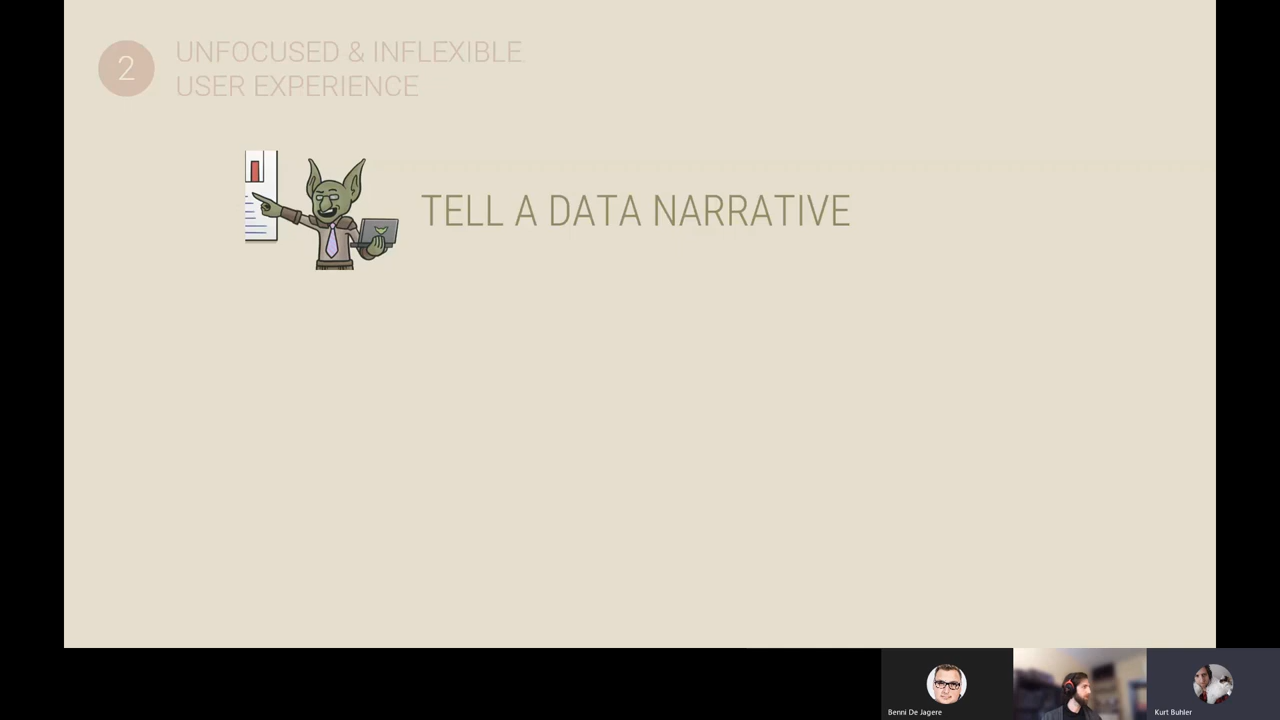 2
UNFOCUSED & INFLEXIBLE
USER EXPERIENCE
TELL A DATA NARRATIVE
Benni De Jagere
Kurt Buhler